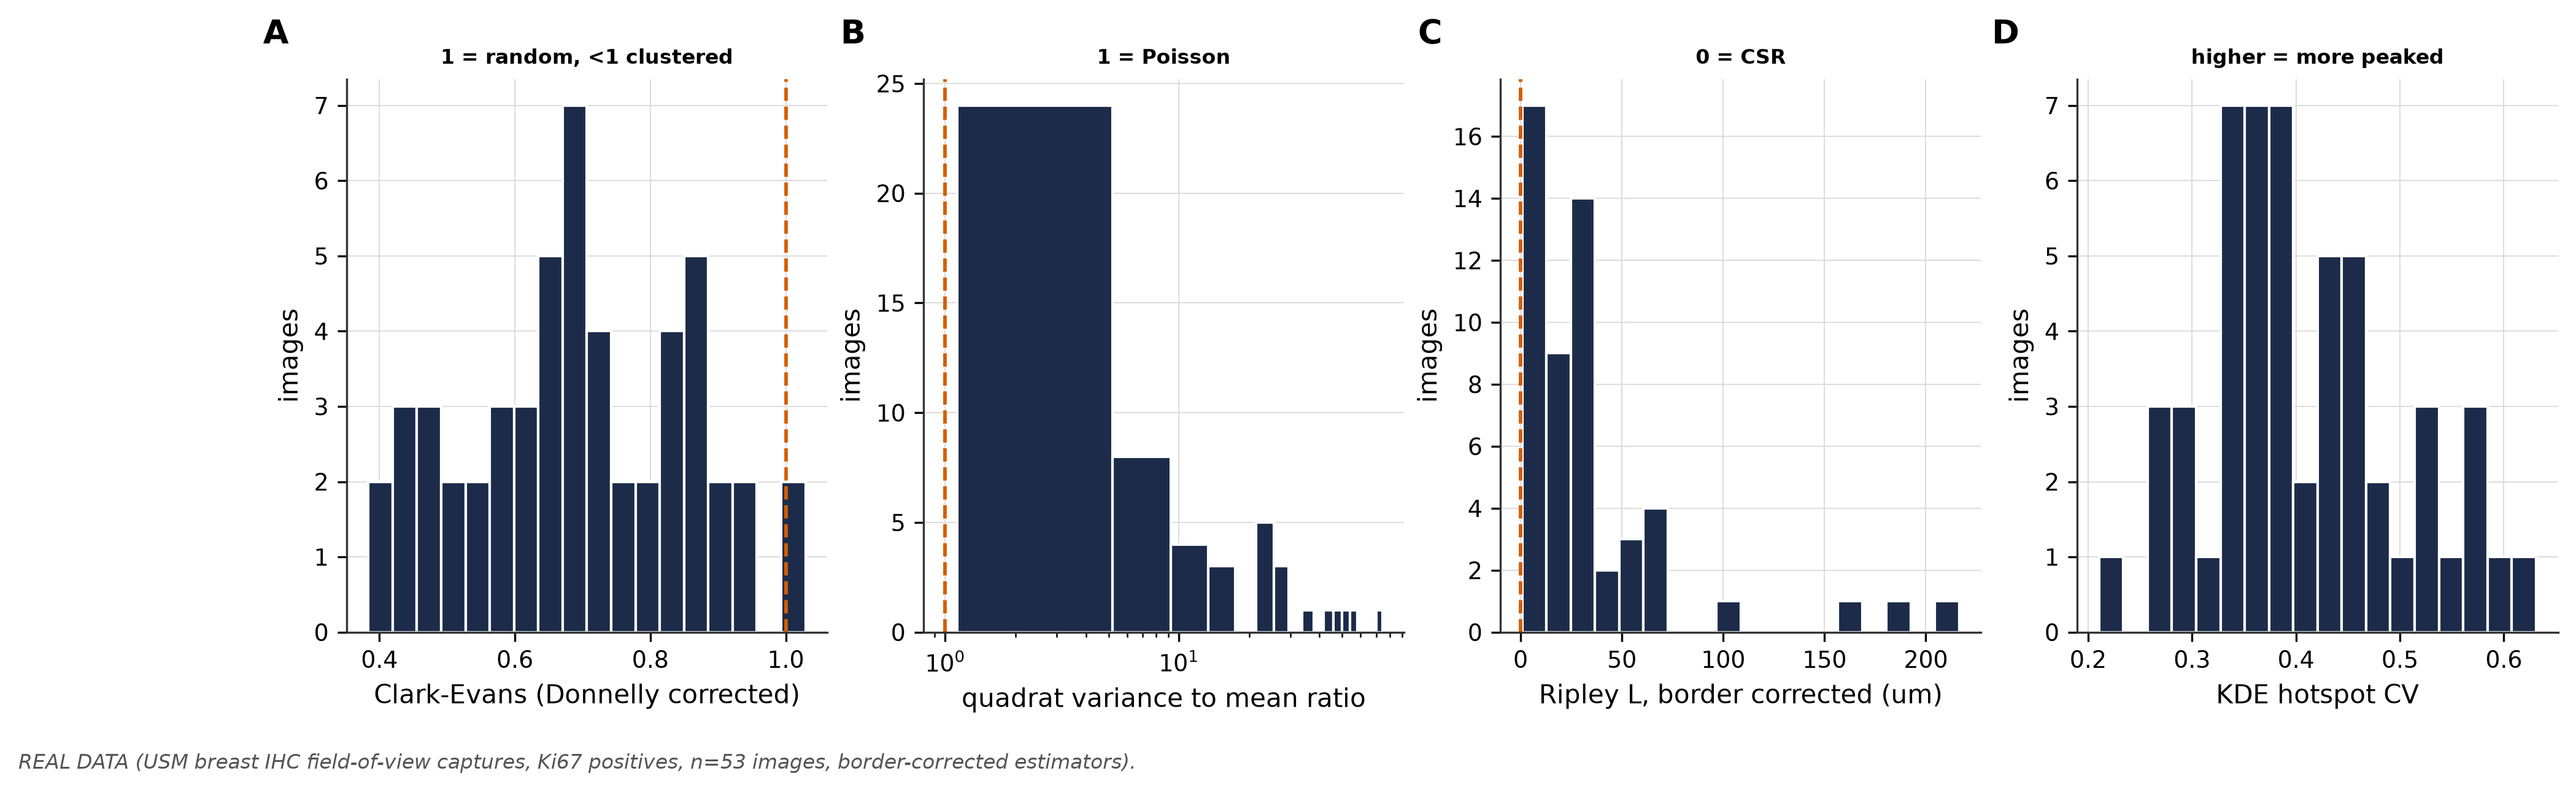 A
1 = random, <1 clustered
7
6
5
4
3
2
1
0
images
0.4 0.6 0.8 1.0
Clark-Evans (Donnelly corrected)
B
1 = Poisson
25
20
15
10
5
0
images
10⁰ 10¹
quadrat variance to mean ratio
C
0 = CSR
16
14
12
10
8
6
4
2
0
images
0 50 100 150 200
Ripley L, border corrected (um)
D
higher = more peaked
7
6
5
4
3
2
1
0
images
0.2 0.3 0.4 0.5 0.6
KDE hotspot CV
REAL DATA (USM breast IHC field-of-view captures, Ki67 positives, n=53 images, border-corrected estimators).